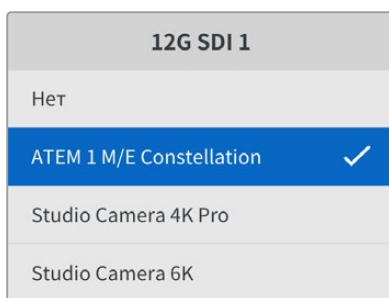 12G SDI 1
Нет
ATEM 1 M/E Constellation
Studio Camera 4K Pro
Studio Camera 6K